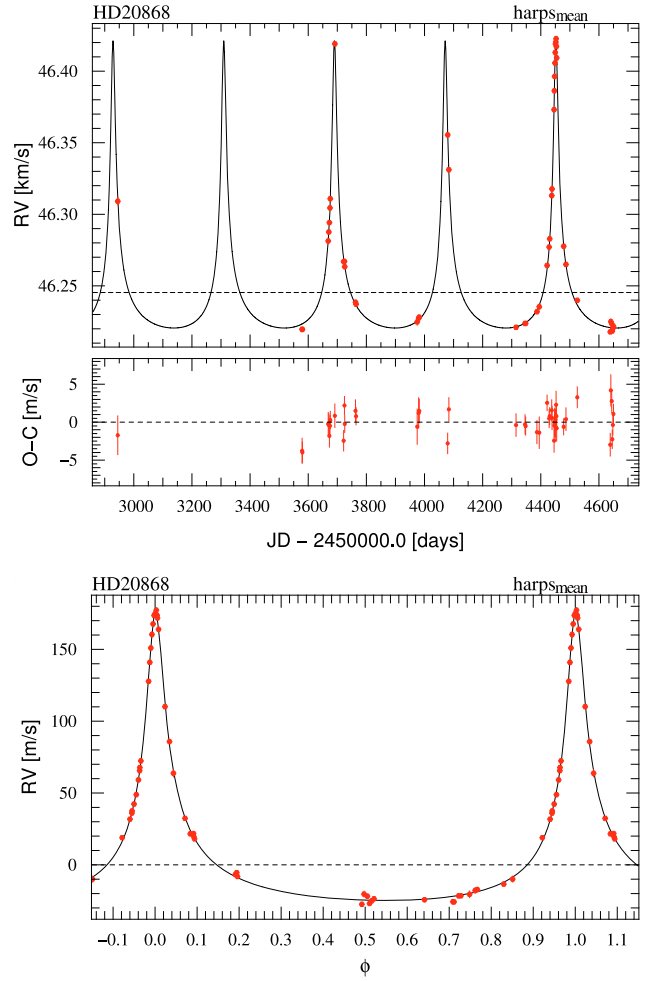 HD20868 harps_mean
46.40
46.35
46.30
46.25
RV [km/s]
5
0
−5
O−C [m/s]
3000 3200 3400 3600 3800 4000 4200 4400 4600
JD − 2450000.0 [days]
HD20868 harps_mean
150
100
50
0
RV [m/s]
−0.1 0.0 0.1 0.2 0.3 0.4 0.5 0.6 0.7 0.8 0.9 1.0 1.1
ϕ